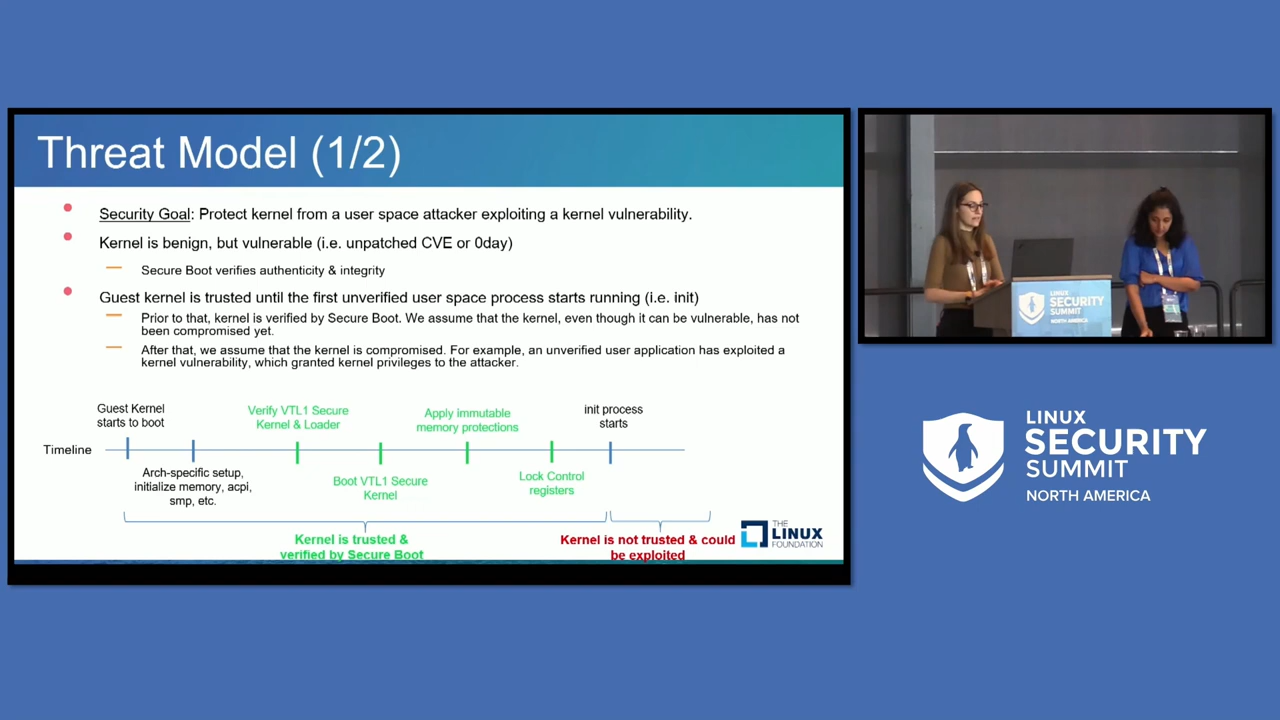 Threat Model (1/2)
Security Goal: Protect kernel from a user space attacker exploiting a kernel vulnerability.
Kernel is benign, but vulnerable (i.e. unpatched CVE or 0day)
Secure Boot verifies authenticity & integrity
Guest kernel is trusted until the first unverified user space process starts running (i.e. init)
Prior to that, kernel is verified by Secure Boot. We assume that the kernel, even though it can be vulnerable, has not
been compromised yet.
After that, we assume that the kernel is compromised. For example, an unverified user application has exploited a
kernel vulnerability, which granted kernel privileges to the attacker.
Guest Kernel
starts to boot
Verify VTL1 Secure
Kernel & Loader
Apply immutable
memory protections
init process
starts
Timeline
Arch-specific setup,
initialize memory, acpi,
smp, etc.
Boot VTL1 Secure
Kernel
Lock Control
registers
Kernel is trusted &
verified by Secure Boot
Kernel is not trusted & could
be exploited
THE
LINUX
FOUNDATION
LINUX
SECURITY
SUMMIT
NORTH AMERICA
LINUX
SECURITY
SUMMIT
NORTH AMERICA